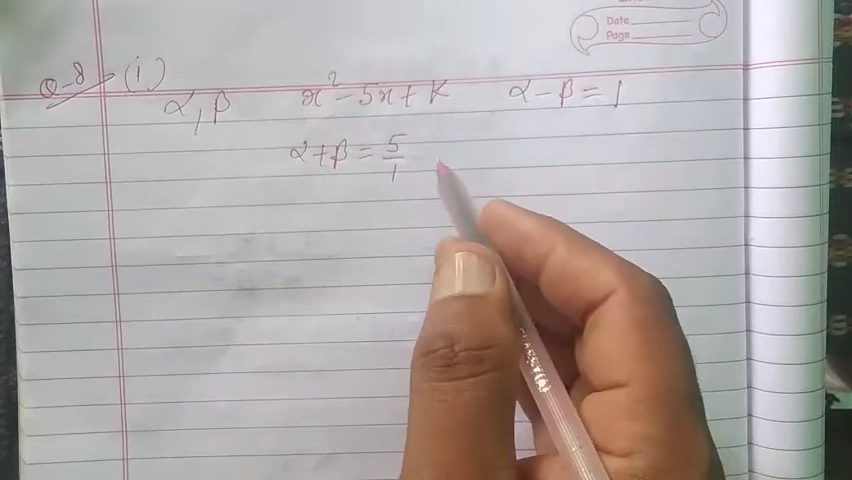 Date
Page
Q-8 (i)
α, β x² - 5x + K α - β = 1
α + β = 5/1